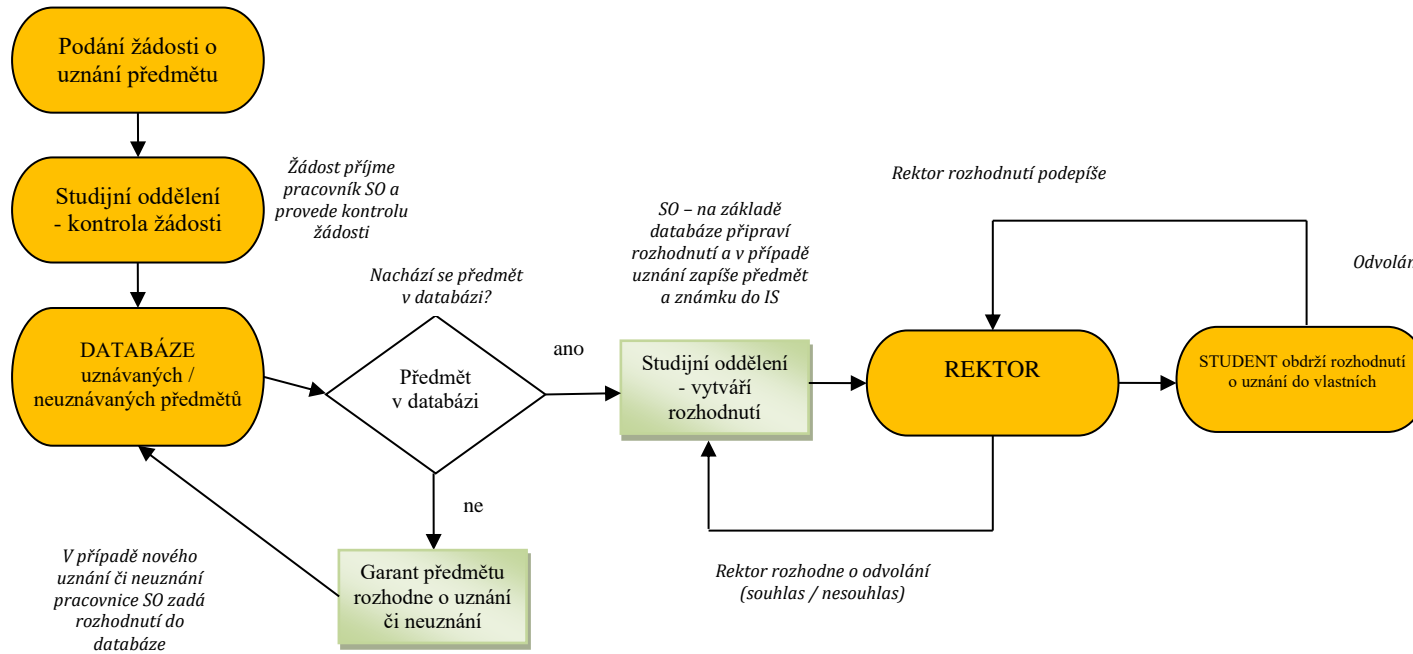 Podání žádosti o
uznání předmětu
Studijní oddělení
- kontrola žádosti
Žádost příjme
pracovník SO a
provede kontrolu
žádosti
DATABÁZE
uznávaných /
neuznávaných předmětů
Nachází se předmět
v databázi?
Předmět
v databázi
ano
ne
V případě nového
uznání či neuznání
pracovnice SO zadá
rozhodnutí do
databáze
Garant předmětu
rozhodne o uznání
či neuznání
SO – na základě
databáze připraví
rozhodnutí a v případě
uznání zapíše předmět
a známku do IS
Studijní oddělení
- vytváří
rozhodnutí
Rektor rozhodnutí podepíše
REKTOR
Rektor rozhodne o odvolání
(souhlas / nesouhlas)
Odvolán
STUDENT obdrží rozhodnutí
o uznání do vlastních